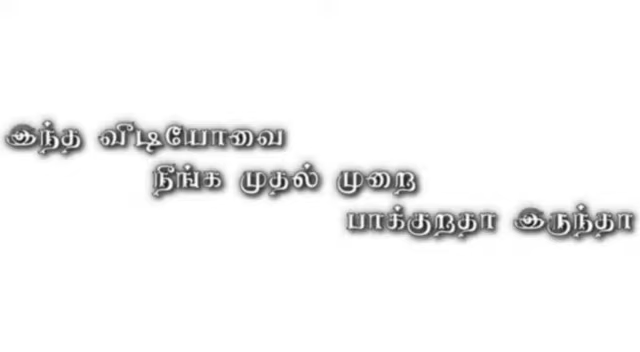 இந்த வீடியோவை
நீங்க முதல் முறை
பாக்குறதா இருந்தா